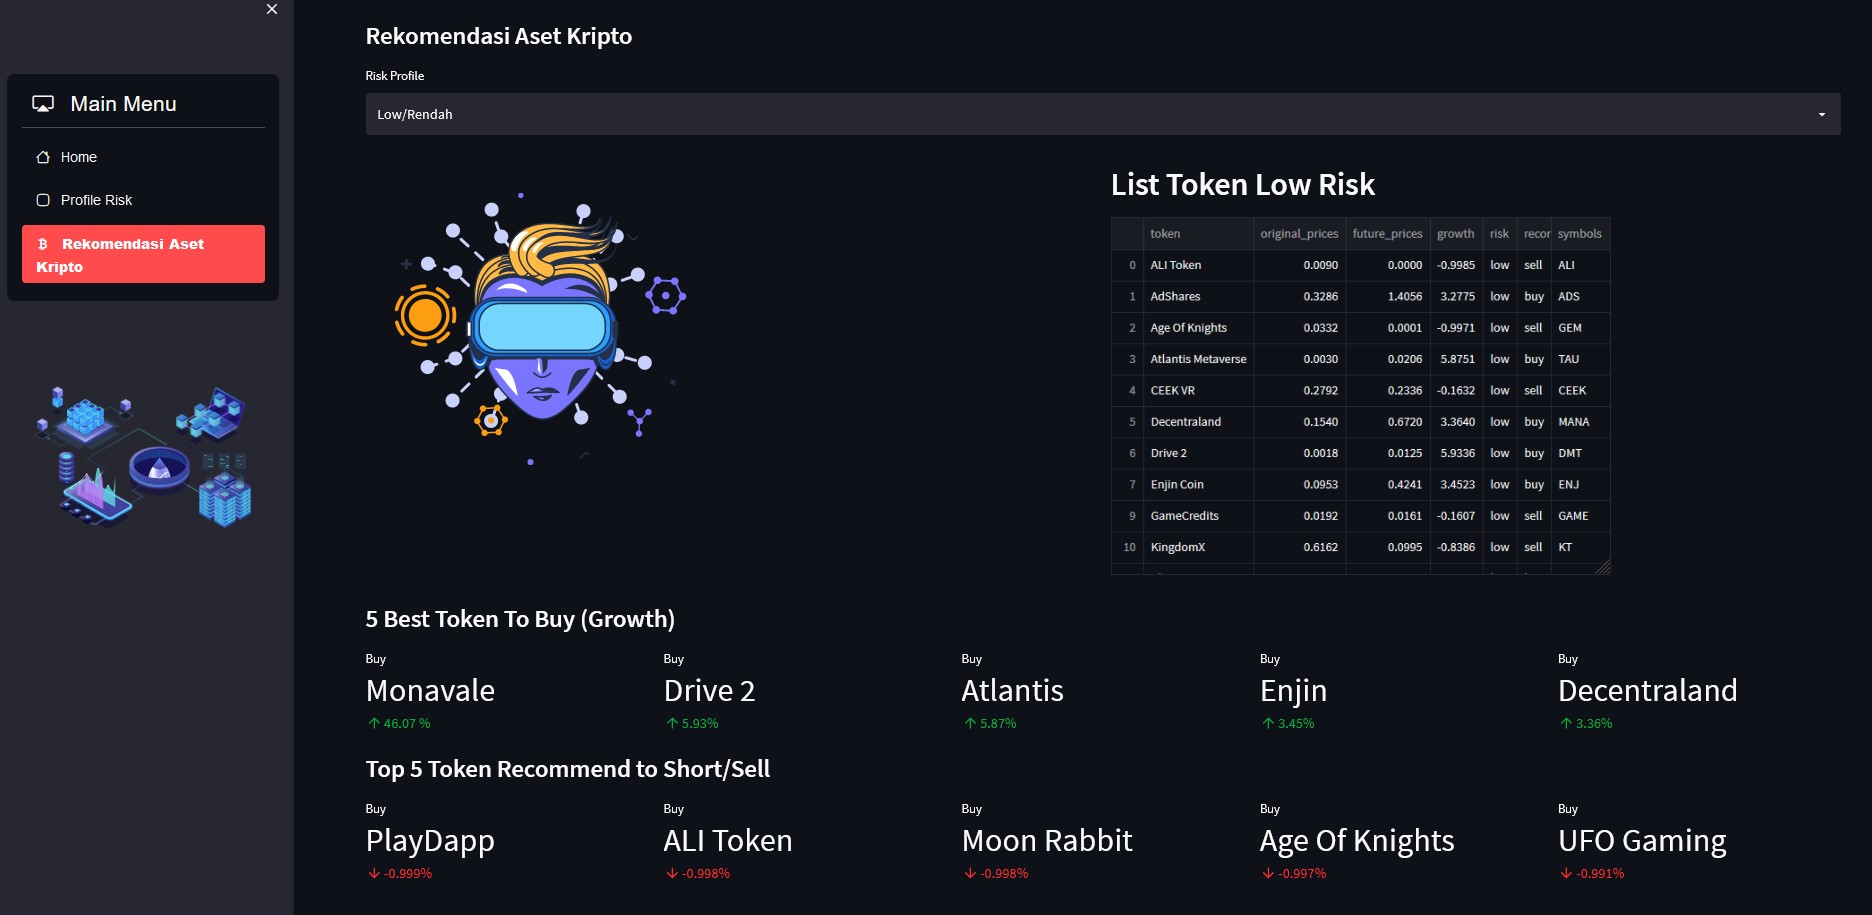 ×
Main Menu
Home
Profile Risk
Rekomendasi Aset
Kripto
Rekomendasi Aset Kripto
Risk Profile
Low/Rendah
List Token Low Risk
token original_prices future_prices growth risk recor symbols
0 ALI Token 0.0090 0.0000 -0.9985 low sell ALI
1 AdShares 0.3286 1.4056 3.2775 low buy ADS
2 Age Of Knights 0.0332 0.0001 -0.9971 low sell GEM
3 Atlantis Metaverse 0.0030 0.0206 5.8751 low buy TAU
4 CEEK VR 0.2792 0.2336 -0.1632 low sell CEEK
5 Decentraland 0.1540 0.6720 3.3640 low buy MANA
6 Drive 2 0.0018 0.0125 5.9336 low buy DMT
7 Enjin Coin 0.0953 0.4241 3.4523 low buy ENJ
9 GameCredits 0.0192 0.0161 -0.1607 low sell GAME
10 KingdomX 0.6162 0.0995 -0.8386 low sell KT
5 Best Token To Buy (Growth)
Buy Buy Buy Buy Buy
Monavale Drive 2 Atlantis Enjin Decentraland
↑ 46.07 % ↑ 5.93% ↑ 5.87% ↑ 3.45% ↑ 3.36%
Top 5 Token Recommend to Short/Sell
Buy Buy Buy Buy Buy
PlayDapp ALI Token Moon Rabbit Age Of Knights UFO Gaming
↓ -0.999% ↓ -0.998% ↓ -0.998% ↓ -0.997% ↓ -0.991%